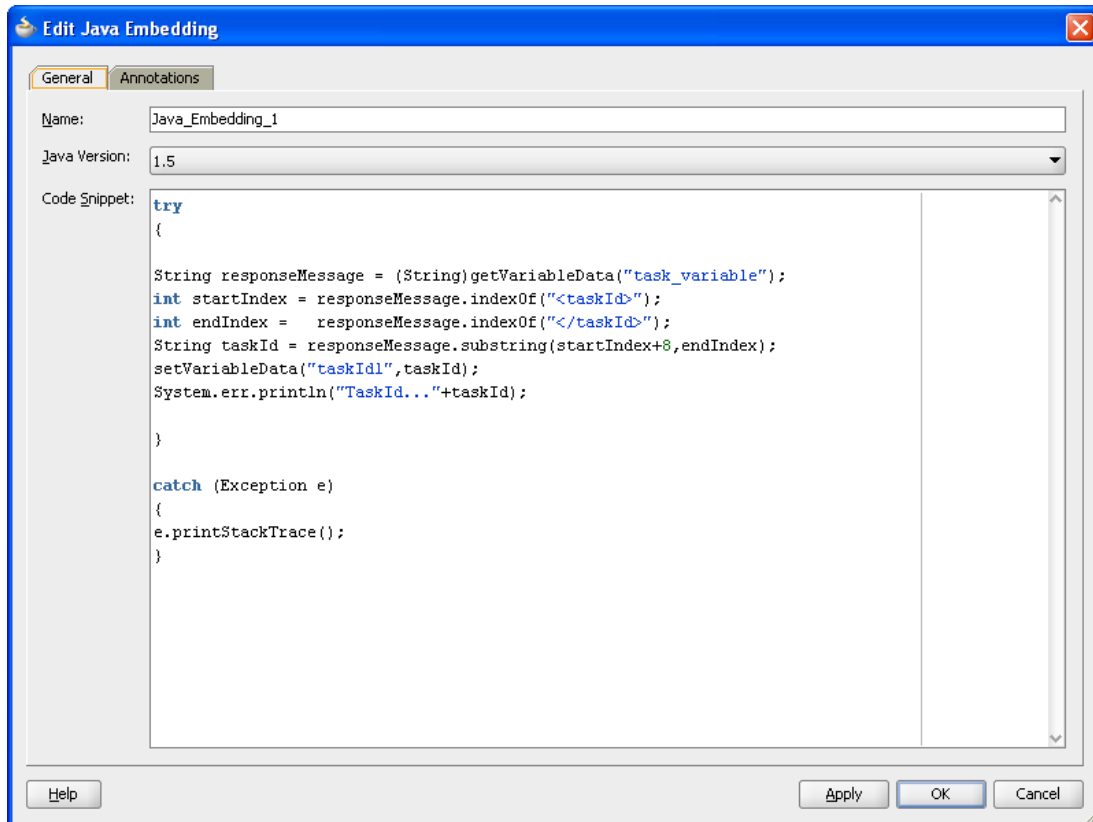 Edit Java Embedding
General Annotations
Name: Java_Embedding_1
Java Version: 1.5
Code Snippet:
try
{
String responseMessage = (String)getVariableData("task_variable");
int startIndex = responseMessage.indexOf("<taskId>");
int endIndex =   responseMessage.indexOf("</taskId>");
String taskId = responseMessage.substring(startIndex+8,endIndex);
setVariableData("taskId1",taskId);
System.err.println("TaskId..."+taskId);
}
catch (Exception e)
{
e.printStackTrace();
}
Help Apply OK Cancel